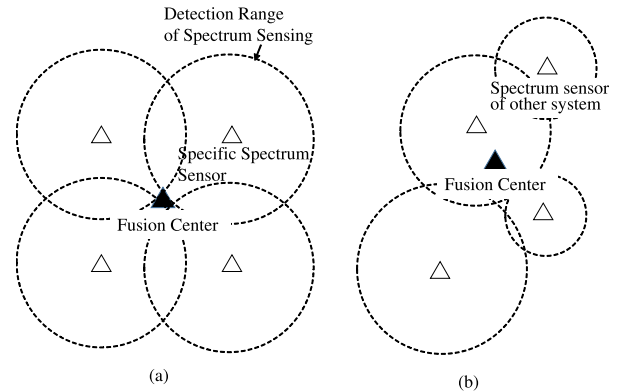 Detection Range
of Spectrum Sensing
Specific Spectrum
Sensor
Fusion Center
(a)
Spectrum sensor
of other system
Fusion Center
(b)